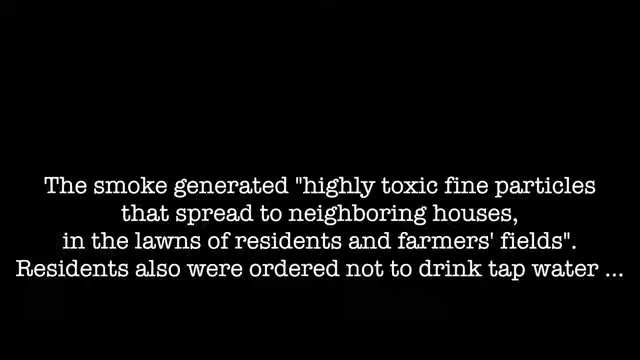 The smoke generated "highly toxic fine particles
that spread to neighboring houses,
in the lawns of residents and farmers' fields".
Residents also were ordered not to drink tap water ...